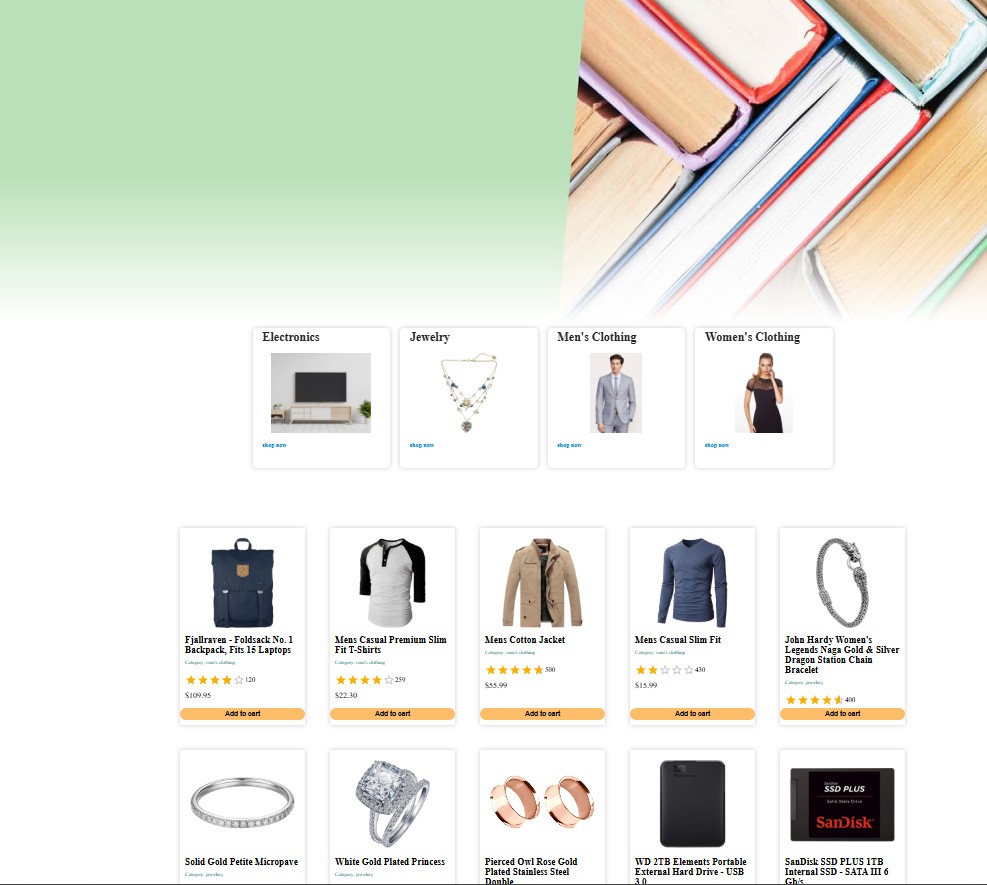 Electronics
Jewelry
Men's Clothing
Women's Clothing
shop now
shop now
shop now
shop now
Fjallraven - Foldsack No. 1
Backpack, Fits 15 Laptops
Category: men's clothing
120
$109.95
Add to cart
Mens Casual Premium Slim
Fit T-Shirts
Category: men's clothing
259
$22.30
Add to cart
Mens Cotton Jacket
Category: men's clothing
500
$55.99
Add to cart
Mens Casual Slim Fit
Category: men's clothing
430
$15.99
Add to cart
John Hardy Women's
Legends Naga Gold & Silver
Dragon Station Chain
Bracelet
Category: jewelery
400
Add to cart
Solid Gold Petite Micropave
Category: jewelery
White Gold Plated Princess
Category: jewelery
Pierced Owl Rose Gold
Plated Stainless Steel
Double
WD 2TB Elements Portable
External Hard Drive - USB
3.0
SanDisk
SSD PLUS
Solid State Drive
SanDisk
SanDisk SSD PLUS 1TB
Internal SSD - SATA III 6
Gb/s